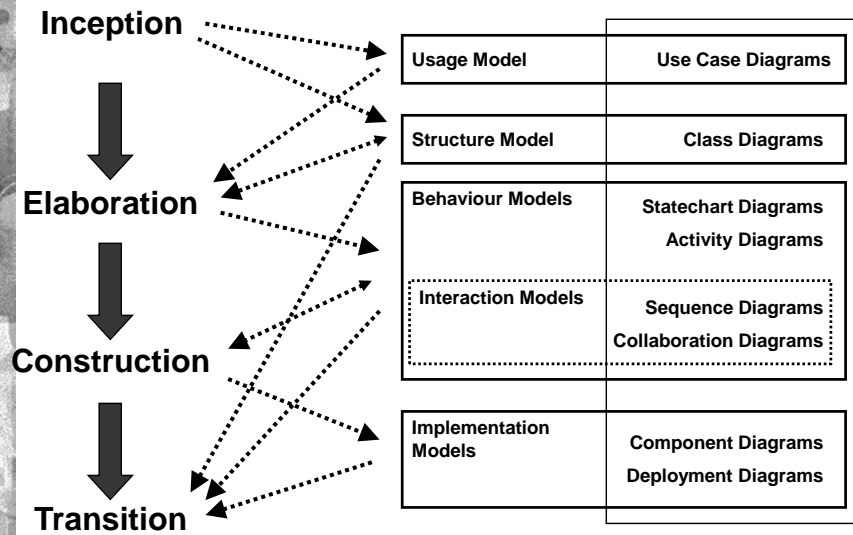 Inception
Elaboration
Construction
Transition
Usage Model
Use Case Diagrams
Structure Model
Class Diagrams
Behaviour Models
Statechart Diagrams
Activity Diagrams
Interaction Models
Sequence Diagrams
Collaboration Diagrams
Implementation
Models
Component Diagrams
Deployment Diagrams